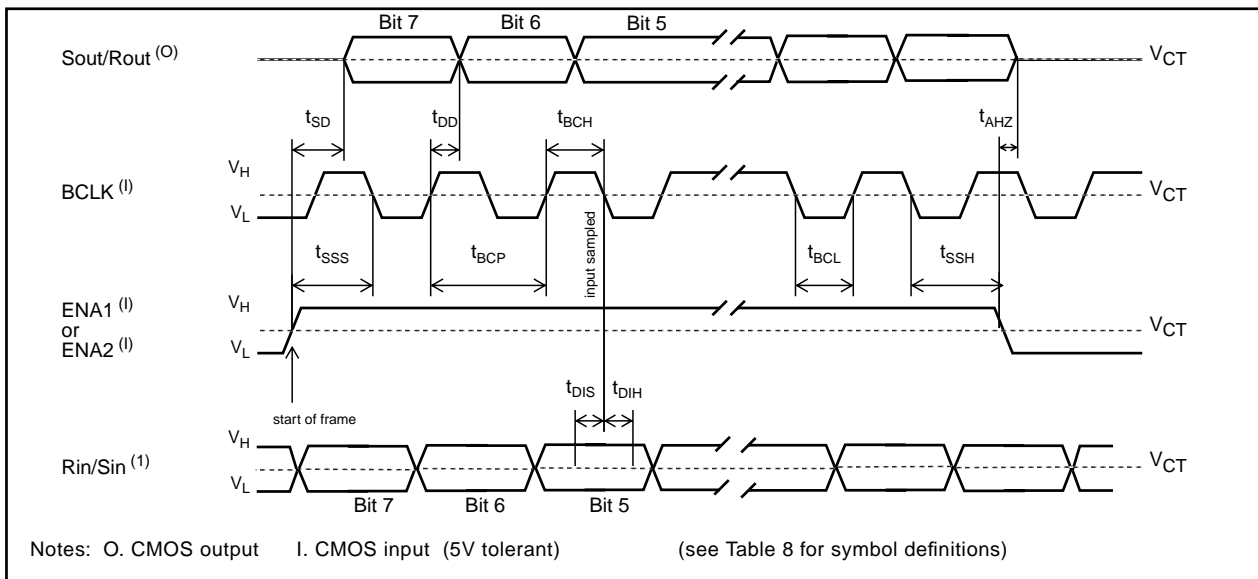 Bit 7 Bit 6 Bit 5
Sout/Rout (O) VCT
tSD tDD tBCH tAHZ
VH
BCLK (I) VCT
VL
input sampled
tSSS tBCP tBCL tSSH
ENA1 (I) VH
or VCT
ENA2 (I) VL
tDIS tDIH
start of frame
VH
Rin/Sin (1) VCT
VL
Bit 7 Bit 6 Bit 5
Notes: O. CMOS output I. CMOS input (5V tolerant) (see Table 8 for symbol definitions)